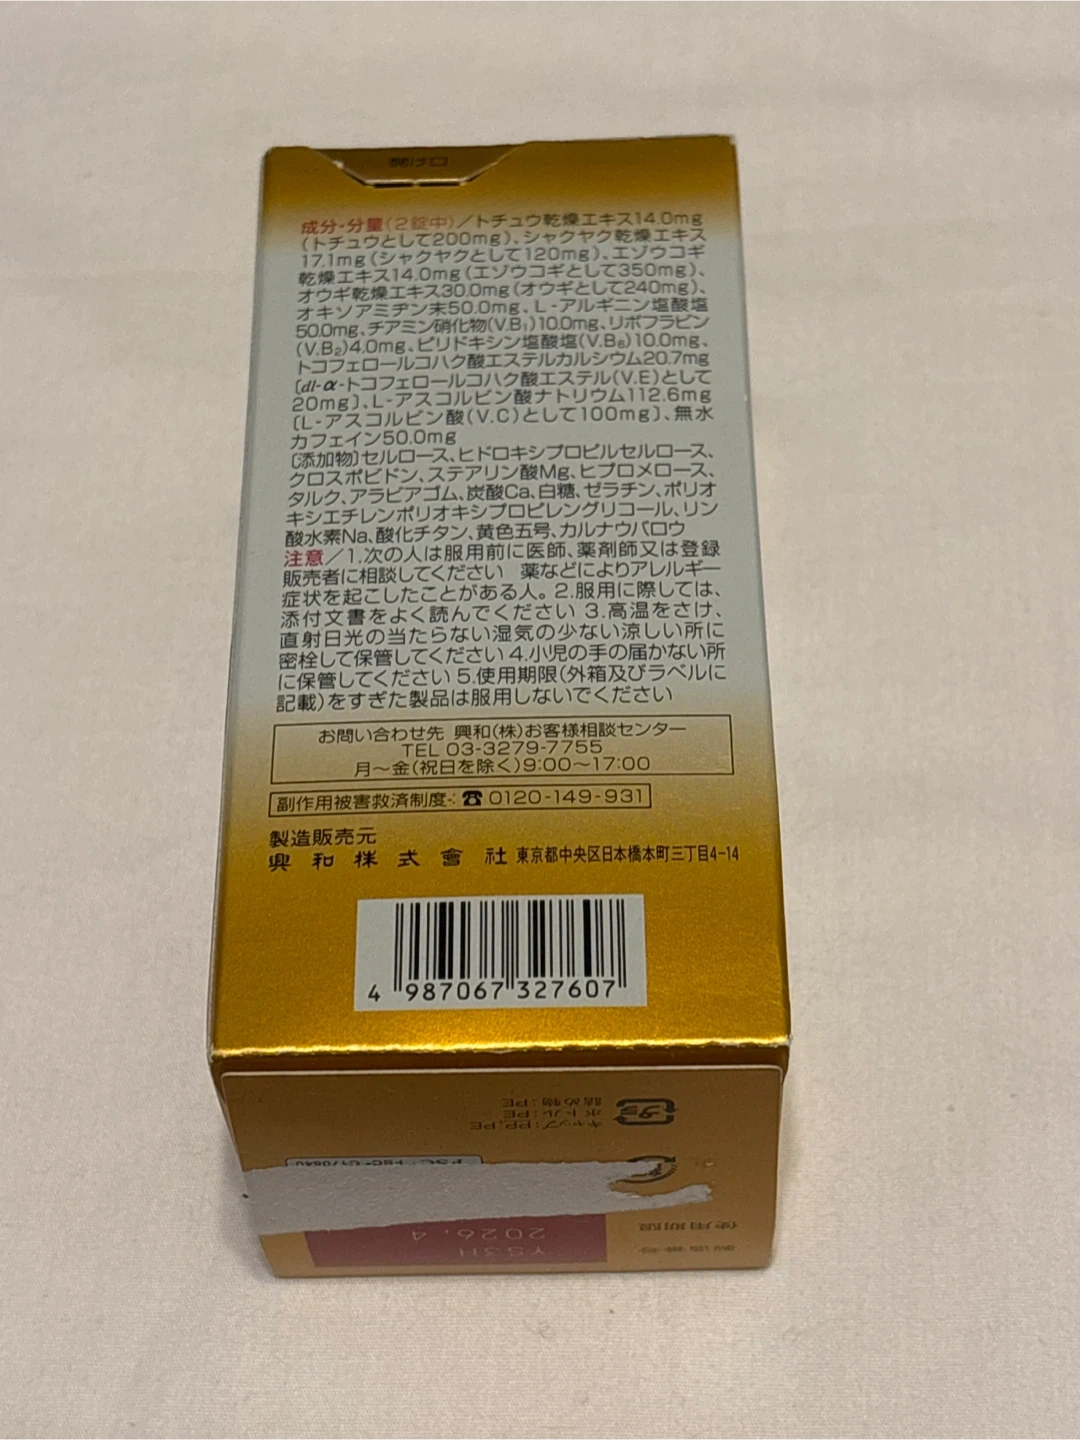 開け口
成分・分量(2錠中)/トチュウ乾燥エキス14.0mg
(トチュウとして200mg)、シャクヤク乾燥エキス
17.1mg(シャクヤクとして120mg)、エゾウコギ
乾燥エキス14.0mg(エゾウコギとして350mg)、
オウギ乾燥エキス30.0mg(オウギとして240mg)、
オキソアミヂン末50.0mg、L-アルギニン塩酸塩
50.0mg、チアミン硝化物(V.B₁)10.0mg、リボフラビン
(V.B₂)4.0mg、ピリドキシン塩酸塩(V.B₆)10.0mg、
トコフェロールコハク酸エステルカルシウム20.7mg
〔dl-α-トコフェロールコハク酸エステル(V.E)として
20mg〕、L-アスコルビン酸ナトリウム112.6mg
〔L-アスコルビン酸(V.C)として100mg〕、無水
カフェイン50.0mg
〔添加物〕セルロース、ヒドロキシプロピルセルロース、
クロスポビドン、ステアリン酸Mg、ヒプロメロース、
タルク、アラビアゴム、炭酸Ca、白糖、ゼラチン、ポリオ
キシエチレンポリオキシプロピレングリコール、リン
酸水素Na、酸化チタン、黄色五号、カルナウバロウ
注意/1.次の人は服用前に医師、薬剤師又は登録
販売者に相談してください 薬などによりアレルギー
症状を起こしたことがある人。2.服用に際しては、
添付文書をよく読んでください 3.高温をさけ、
直射日光の当たらない湿気の少ない涼しい所に
密栓して保管してください 4.小児の手の届かない所
に保管してください 5.使用期限(外箱及びラベルに
記載)をすぎた製品は服用しないでください
お問い合わせ先 興和(株)お客様相談センター
TEL 03-3279-7755
月〜金(祝日を除く)9:00〜17:00
副作用被害救済制度:☎0120-149-931
製造販売元
興和株式會社 東京都中央区日本橋本町三丁目4-14
4 987067 327607
詰め物:PE
ボトル:PE
キャップ:PP,PE
プラ
使用期限
2026.4
製造番号
YS3H